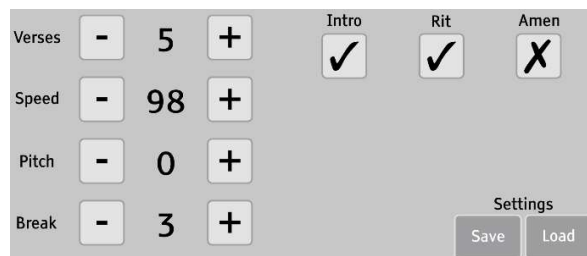 Intro Rit Amen
Verses - 5 + ✓ ✓ ✗
Speed - 98 +
Pitch - 0 +
Settings
Break - 3 + Save Load